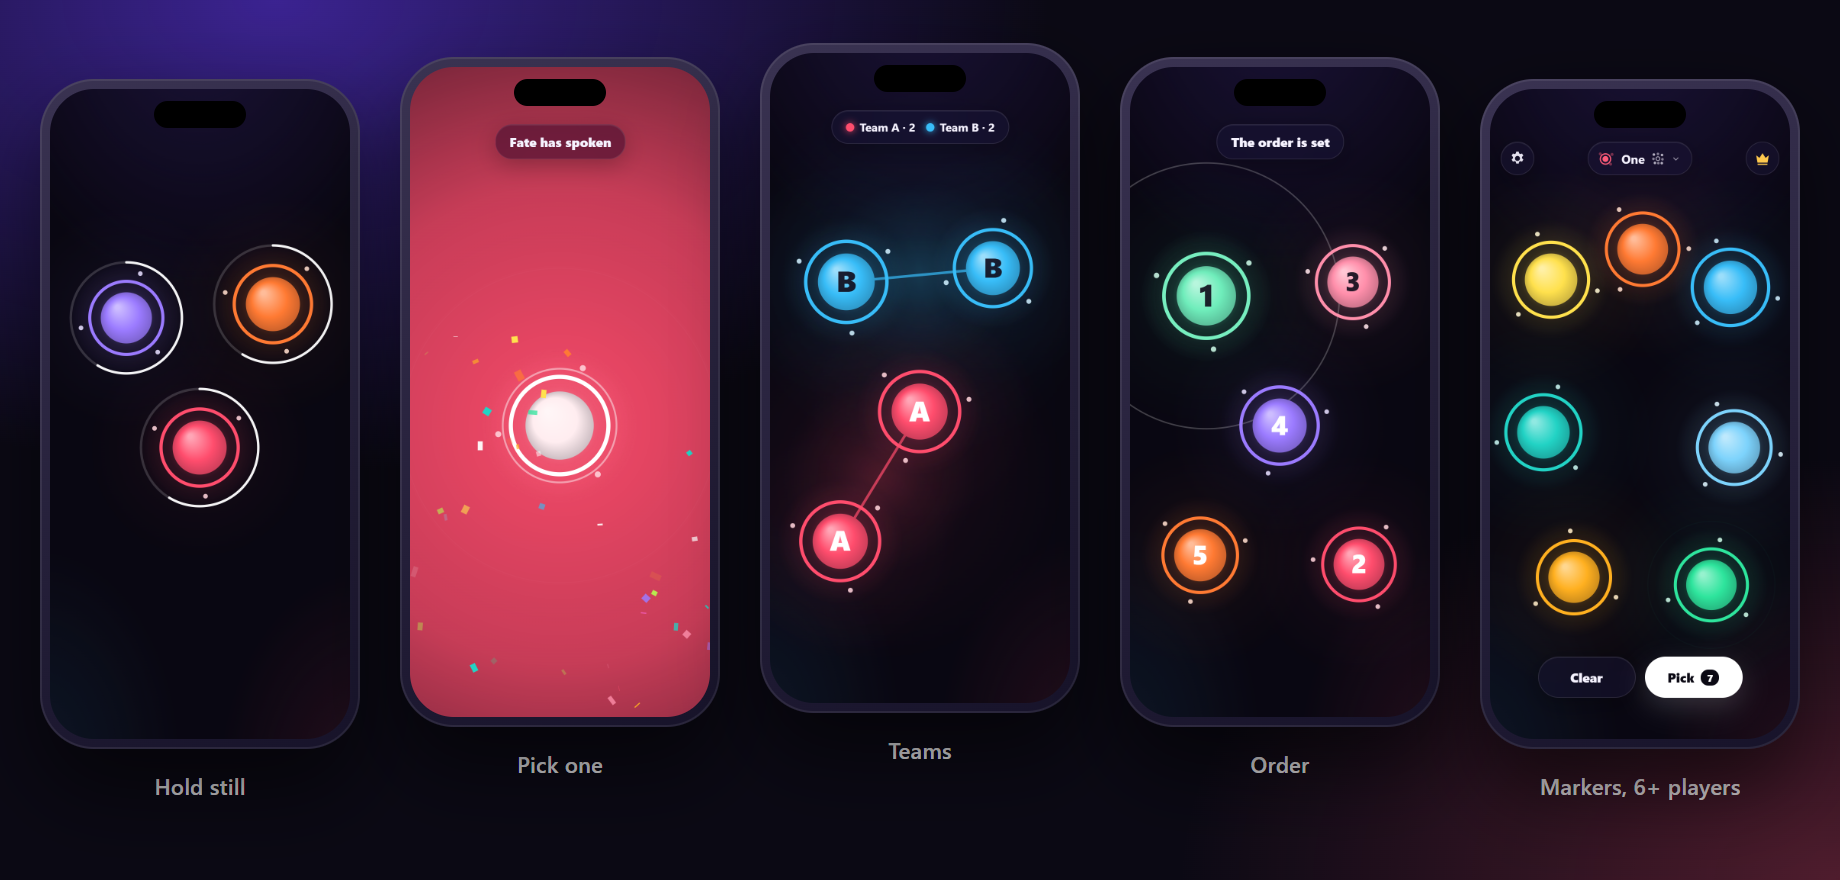 Hold still
Fate has spoken
Pick one
Team A · 2 Team B · 2
B
B
A
A
Teams
The order is set
1
3
4
5
2
Order
One
Clear
Pick 7
Markers, 6+ players